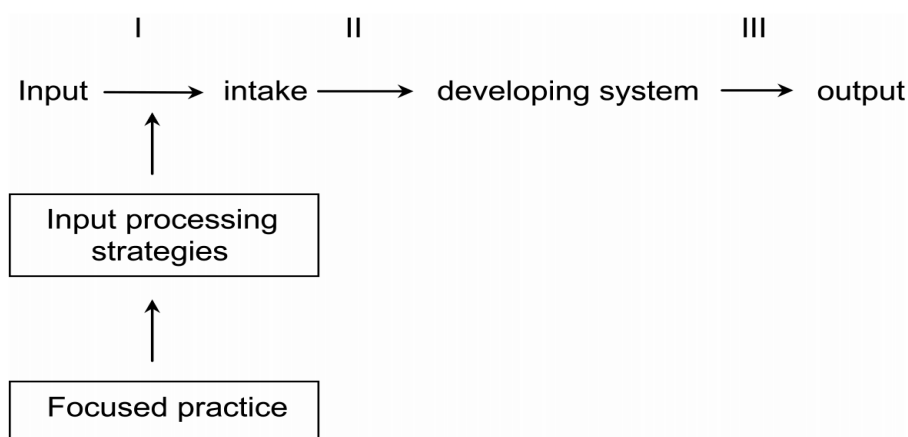 I II III
Input intake developing system output
Input processing
strategies
Focused practice